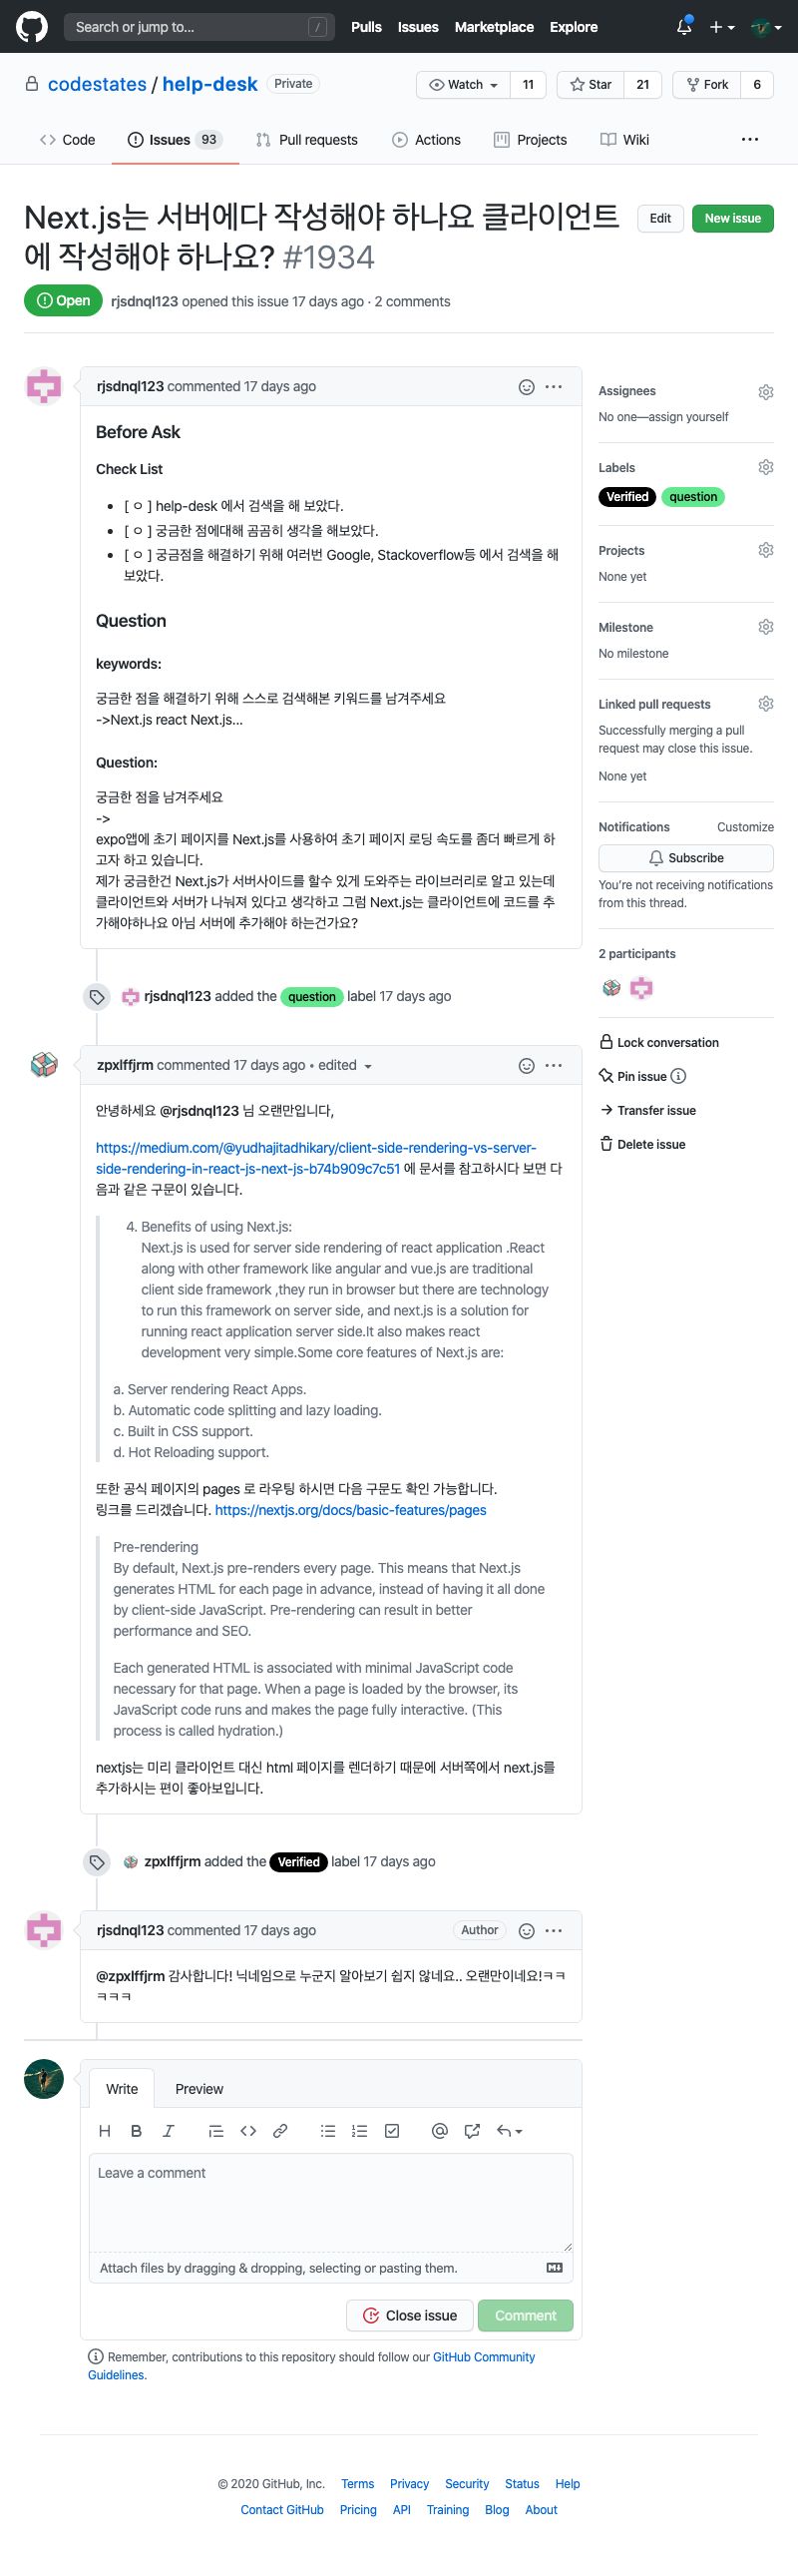 Search or jump to...
/
Pulls Issues Marketplace Explore
codestates / help-desk Private
Watch 11 Star 21 Fork 6
Code Issues 93 Pull requests Actions Projects Wiki
Next.js는 서버에다 작성해야 하나요 클라이언트
에 작성해야 하나요? #1934
Edit New issue
Open rjsdnql123 opened this issue 17 days ago · 2 comments
rjsdnql123 commented 17 days ago
Before Ask
Check List
[ ㅇ ] help-desk 에서 검색을 해 보았다.
[ ㅇ ] 궁금한 점에대해 곰곰히 생각을 해보았다.
[ ㅇ ] 궁금점을 해결하기 위해 여러번 Google, Stackoverflow등 에서 검색을 해
보았다.
Question
keywords:
궁금한 점을 해결하기 위해 스스로 검색해본 키워드를 남겨주세요
->Next.js react Next.js...
Question:
궁금한 점을 남겨주세요
->
expo앱에 초기 페이지를 Next.js를 사용하여 초기 페이지 로딩 속도를 좀더 빠르게 하
고자 하고 있습니다.
제가 궁금한건 Next.js가 서버사이드를 할수 있게 도와주는 라이브러리로 알고 있는데
클라이언트와 서버가 나눠져 있다고 생각하고 그럼 Next.js는 클라이언트에 코드를 추
가해야하나요 아님 서버에 추가해야 하는건가요?
rjsdnql123 added the question label 17 days ago
zpxlffjrm commented 17 days ago • edited
안녕하세요 @rjsdnql123 님 오랜만입니다,
https://medium.com/@yudhajitadhikary/client-side-rendering-vs-server-
side-rendering-in-react-js-next-js-b74b909c7c51 에 문서를 참고하시다 보면 다
음과 같은 구문이 있습니다.
4. Benefits of using Next.js:
Next.js is used for server side rendering of react application .React
along with other framework like angular and vue.js are traditional
client side framework ,they run in browser but there are technology
to run this framework on server side, and next.js is a solution for
running react application server side.It also makes react
development very simple.Some core features of Next.js are:
a. Server rendering React Apps.
b. Automatic code splitting and lazy loading.
c. Built in CSS support.
d. Hot Reloading support.
또한 공식 페이지의 pages 로 라우팅 하시면 다음 구문도 확인 가능합니다.
링크를 드리겠습니다. https://nextjs.org/docs/basic-features/pages
Pre-rendering
By default, Next.js pre-renders every page. This means that Next.js
generates HTML for each page in advance, instead of having it all done
by client-side JavaScript. Pre-rendering can result in better
performance and SEO.
Each generated HTML is associated with minimal JavaScript code
necessary for that page. When a page is loaded by the browser, its
JavaScript code runs and makes the page fully interactive. (This
process is called hydration.)
nextjs는 미리 클라이언트 대신 html 페이지를 렌더하기 때문에 서버쪽에서 next.js를
추가하시는 편이 좋아보입니다.
zpxlffjrm added the Verified label 17 days ago
rjsdnql123 commented 17 days ago Author
@zpxlffjrm 감사합니다! 닉네임으로 누군지 알아보기 쉽지 않네요.. 오랜만이네요!ㅋㅋ
ㅋㅋㅋㅋ
Write Preview
H B I
Leave a comment
Attach files by dragging & dropping, selecting or pasting them.
Close issue Comment
Remember, contributions to this repository should follow our GitHub Community
Guidelines.
Assignees
No one—assign yourself
Labels
Verified question
Projects
None yet
Milestone
No milestone
Linked pull requests
Successfully merging a pull
request may close this issue.
None yet
Notifications Customize
Subscribe
You're not receiving notifications
from this thread.
2 participants
Lock conversation
Pin issue
Transfer issue
Delete issue
© 2020 GitHub, Inc. Terms Privacy Security Status Help
Contact GitHub Pricing API Training Blog About